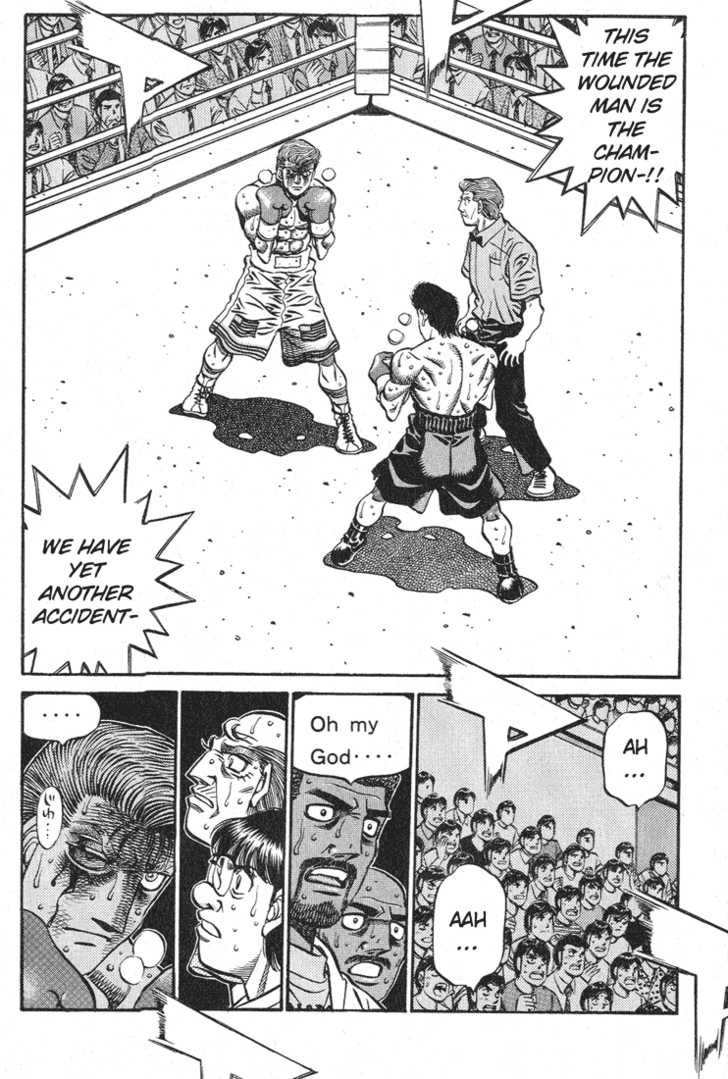 THIS
TIME THE
WOUNDED
MAN IS
THE
CHAM-
PION-!!
WE HAVE
YET
ANOTHER
ACCIDENT-
AH
...
AAH
...
Oh my
God....
....